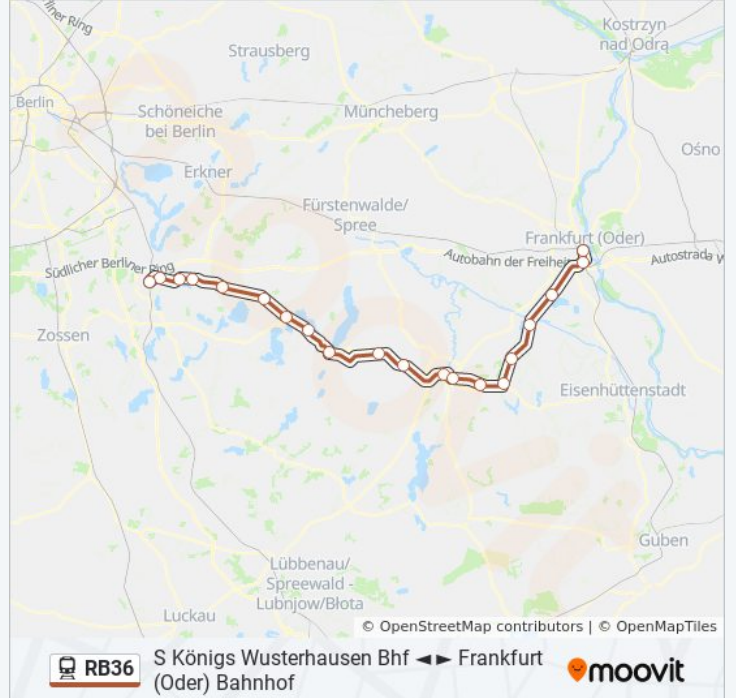 liner Ring
Kostrzyn
nad Odrą
Strausberg
Berlin
Schöneiche
bei Berlin
Müncheberg
Ośno
Erkner
Fürstenwalde/
Spree
Frankfurt (Oder)
Autobahn der Freiheit
Autostrada W
Südlicher Berliner Ring
Zossen
Eisenhüttenstadt
Guben
Lübbenau/
Spreewald -
Lubnjow/Błota
Luckau
© OpenStreetMap contributors | © OpenMapTiles
RB36
S Königs Wusterhausen Bhf ◄ ► Frankfurt
(Oder) Bahnhof
moovit